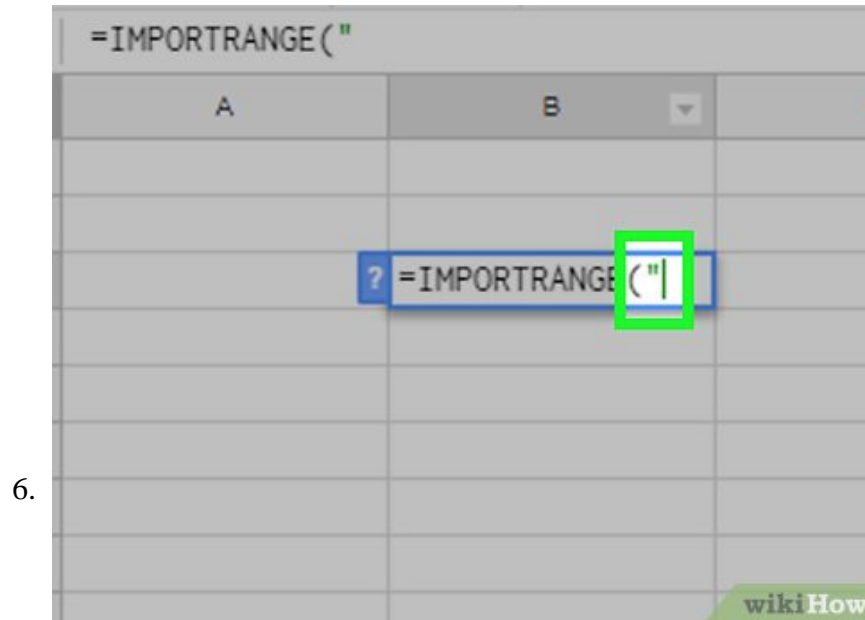 =IMPORTRANGE("
A B
? =IMPORTRANGE("
6.
wikiHow